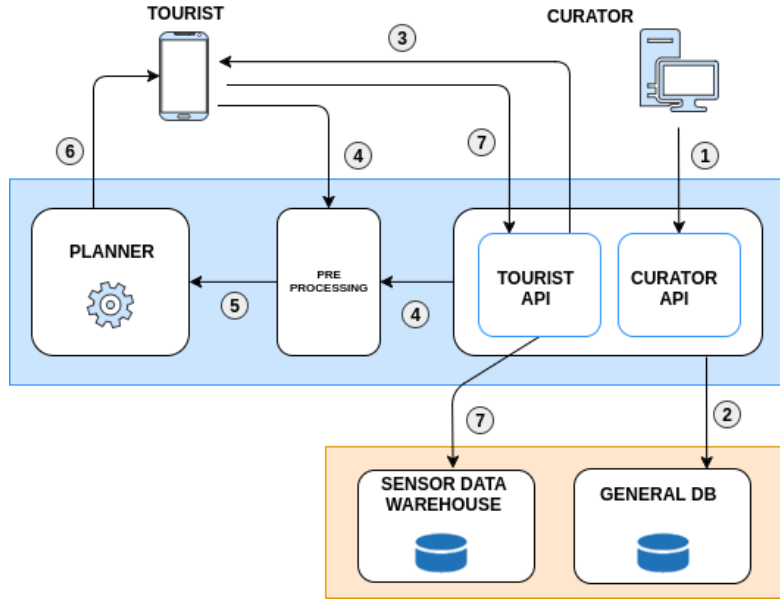 TOURIST
CURATOR
3
7
4
1
6
PLANNER
PRE
PROCESSING
TOURIST
API
CURATOR
API
5
4
7
2
SENSOR DATA
WAREHOUSE
GENERAL DB